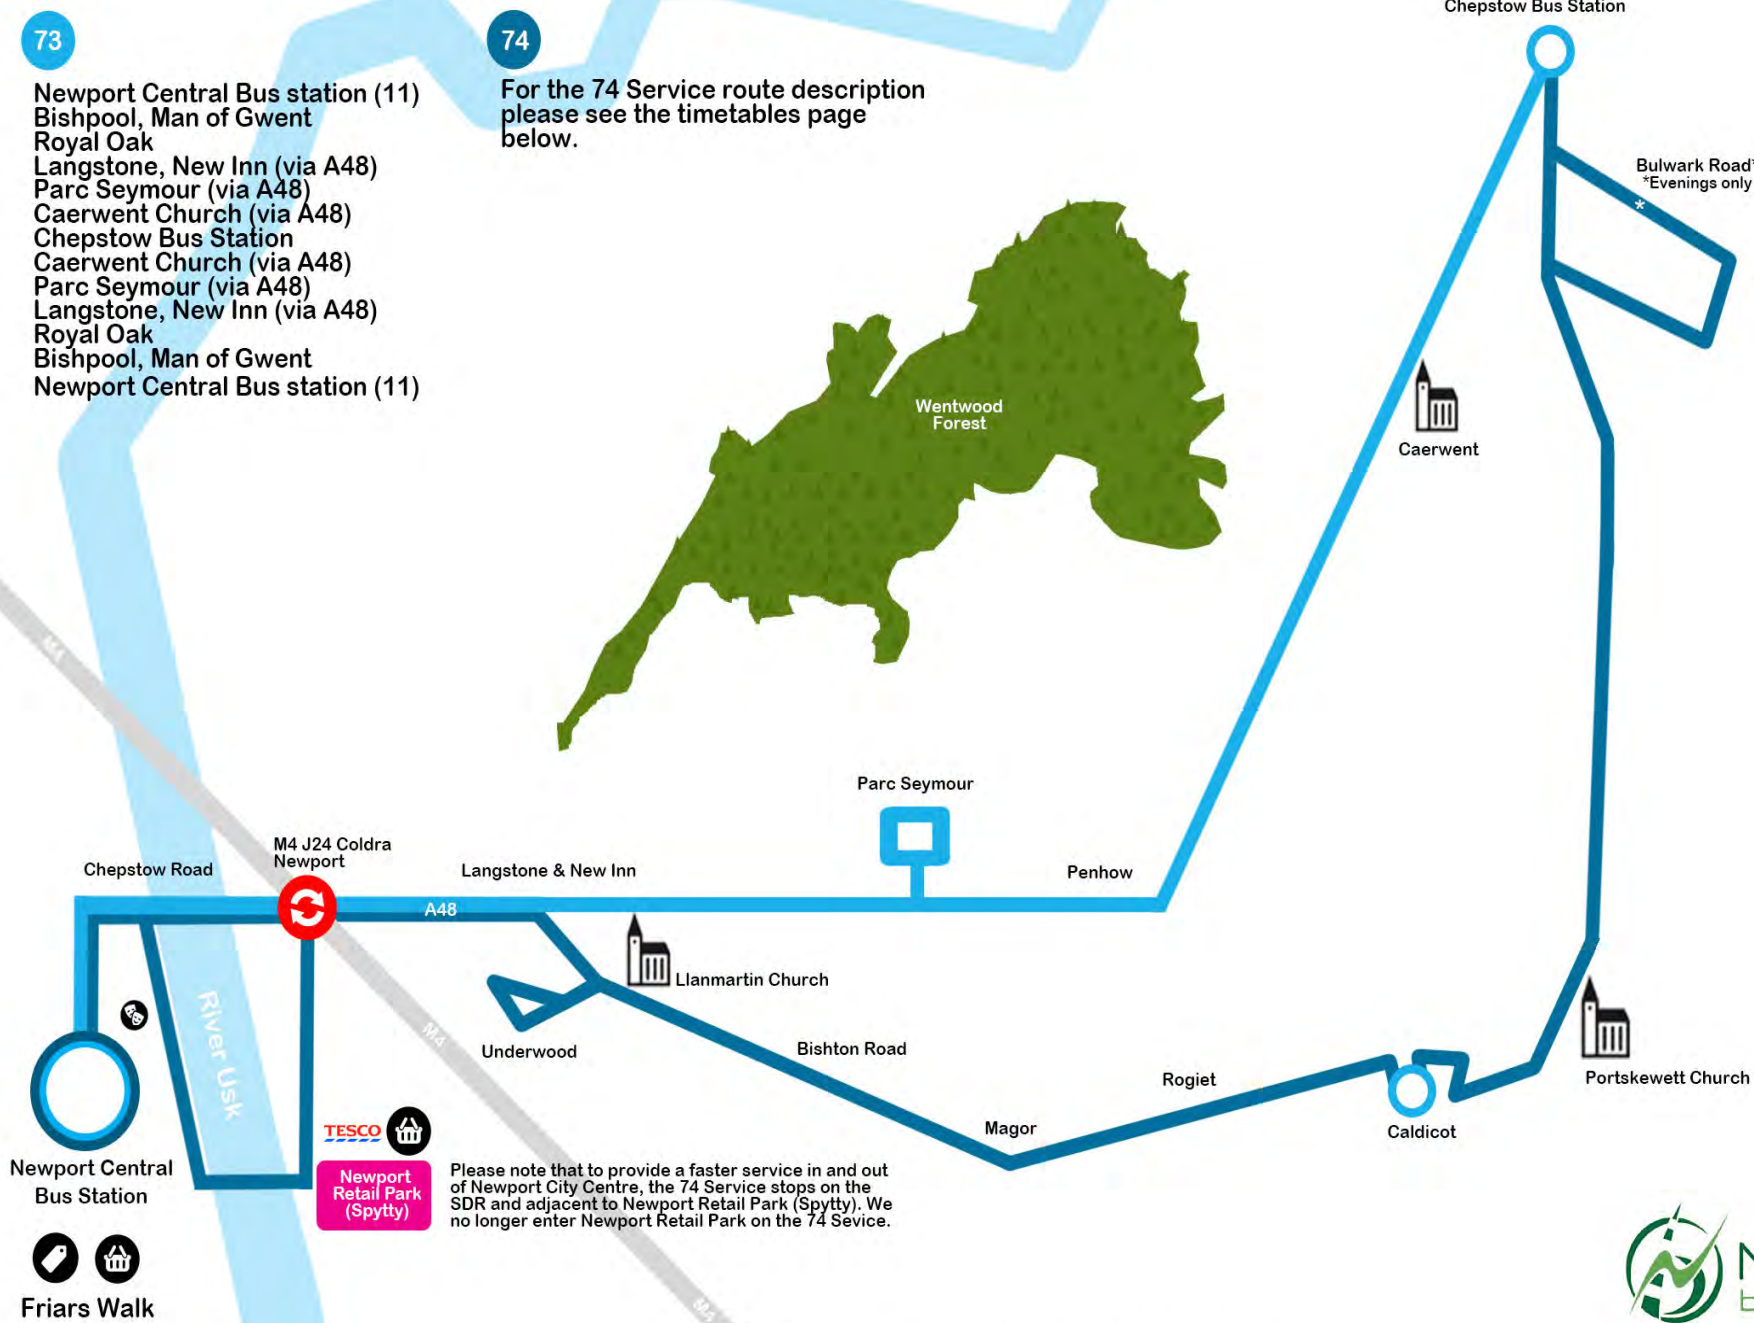 73
Newport Central Bus station (11)
Bishpool, Man of Gwent
Royal Oak
Langstone, New Inn (via A48)
Parc Seymour (via A48)
Caerwent Church (via A48)
Chepstow Bus Station
Caerwent Church (via A48)
Parc Seymour (via A48)
Langstone, New Inn (via A48)
Royal Oak
Bishpool, Man of Gwent
Newport Central Bus station (11)
74
For the 74 Service route description
please see the timetables page
below.
Chepstow Bus Station
Bulwark Road*
*Evenings only
*
Wentwood
Forest
Caerwent
M4
Parc Seymour
M4 J24 Coldra
Newport
Chepstow Road
Langstone & New Inn
Penhow
A48
Llanmartin Church
River Usk
M4
Underwood
Bishton Road
Rogiet
Portskewett Church
Magor
Caldicot
TESCO
Newport Central
Bus Station
Newport
Retail Park
(Spytty)
Please note that to provide a faster service in and out
of Newport City Centre, the 74 Service stops on the
SDR and adjacent to Newport Retail Park (Spytty). We
no longer enter Newport Retail Park on the 74 Sevice.
Friars Walk
M4